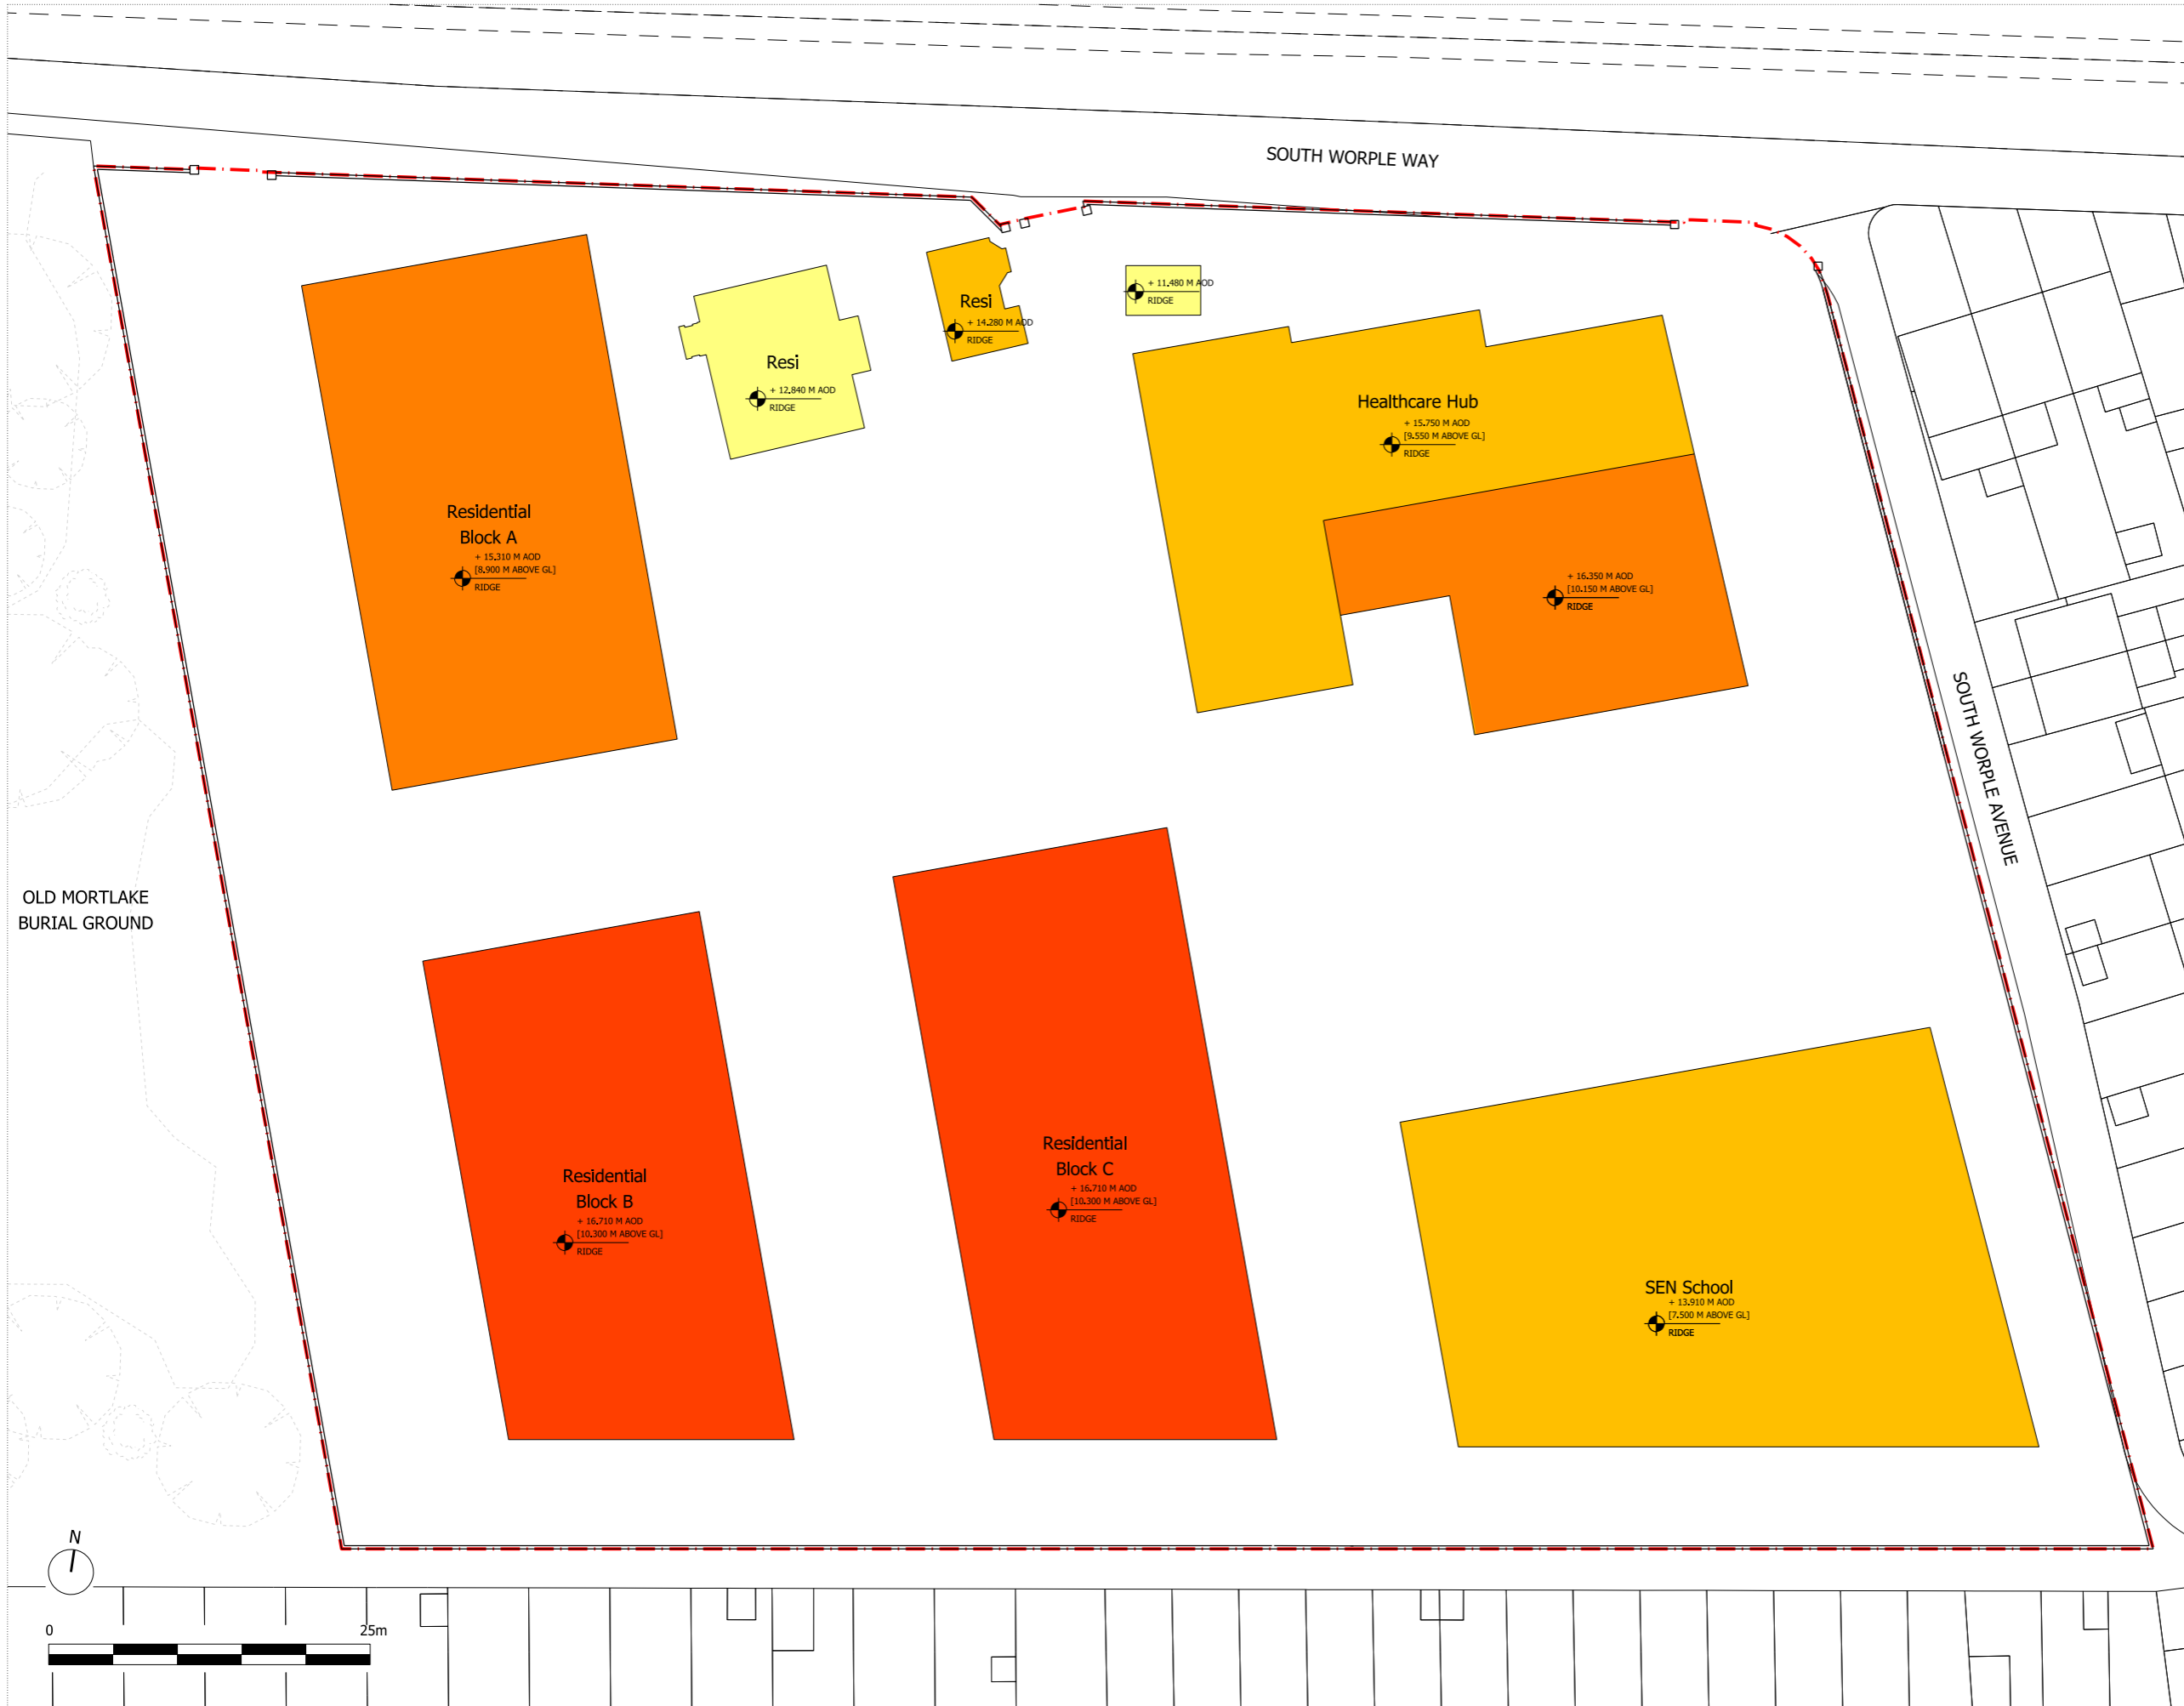 SOUTH WORPLE WAY
+ 11.480 M AOD
RIDGE
Resi
+ 14.280 M AOD
RIDGE
Resi
+ 12.840 M AOD
RIDGE
Healthcare Hub
+ 15.750 M AOD
[9.550 M ABOVE GL]
RIDGE
Residential
Block A
+ 15.310 M AOD
[8.900 M ABOVE GL]
RIDGE
+ 16.350 M AOD
[10.150 M ABOVE GL]
RIDGE
SOUTH WORPLE AVENUE
OLD MORTLAKE
BURIAL GROUND
Residential
Block B
+ 16.710 M AOD
[10.300 M ABOVE GL]
RIDGE
Residential
Block C
+ 16.710 M AOD
[10.300 M ABOVE GL]
RIDGE
SEN School
+ 13.910 M AOD
[7.500 M ABOVE GL]
RIDGE
N
0 25m